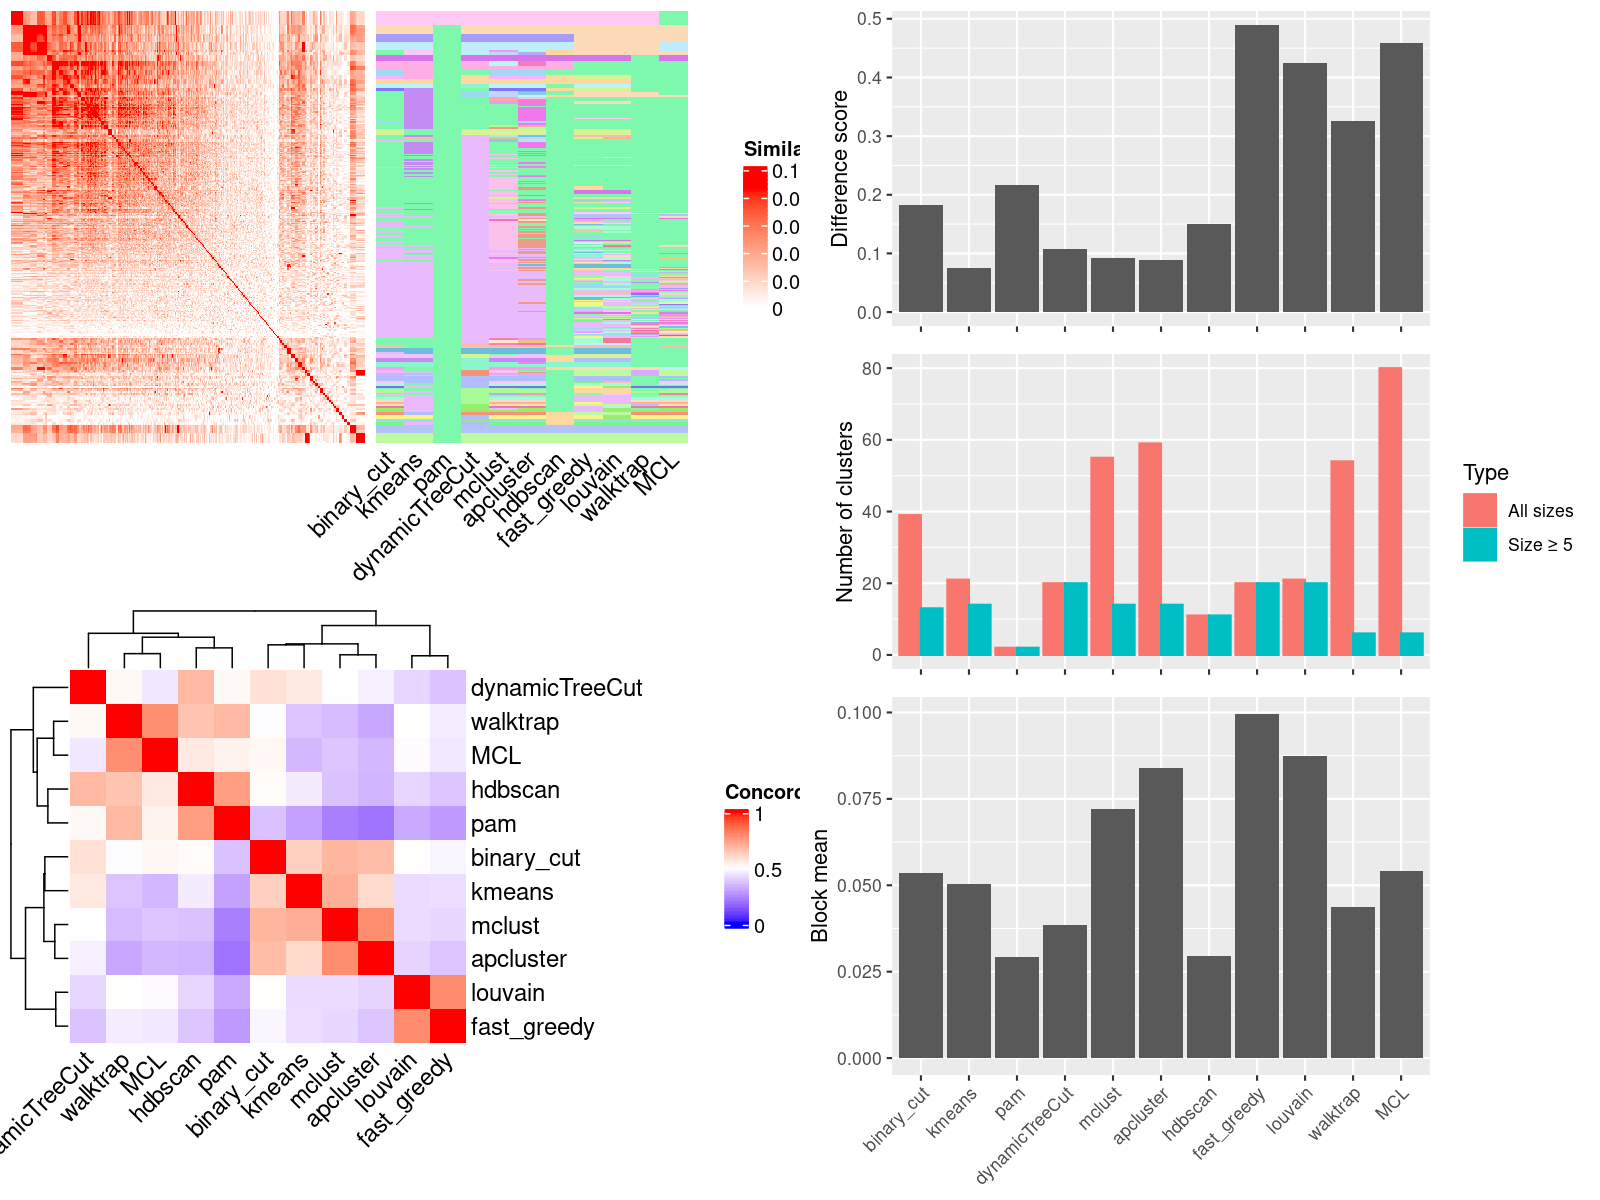 Simila
0.1
0.0
0.0
0.0
0.0
0
binary_cut
kmeans
pam
dynamicTreeCut
mclust
apcluster
hdbscan
fast_greedy
louvain
walktrap
MCL
dynamicTreeCut
walktrap
MCL
hdbscan
pam
binary_cut
kmeans
mclust
apcluster
louvain
fast_greedy
amicTreeCut
walktrap
MCL
hdbscan
pam
binary_cut
kmeans
mclust
apcluster
louvain
fast_greedy
Concord
1
0.5
0
Difference score
0.5
0.4
0.3
0.2
0.1
0.0
Number of clusters
80
60
40
20
0
Type
All sizes
Size ≥ 5
Block mean
0.100
0.075
0.050
0.025
0.000
binary_cut
kmeans
pam
dynamicTreeCut
mclust
apcluster
hdbscan
fast_greedy
louvain
walktrap
MCL